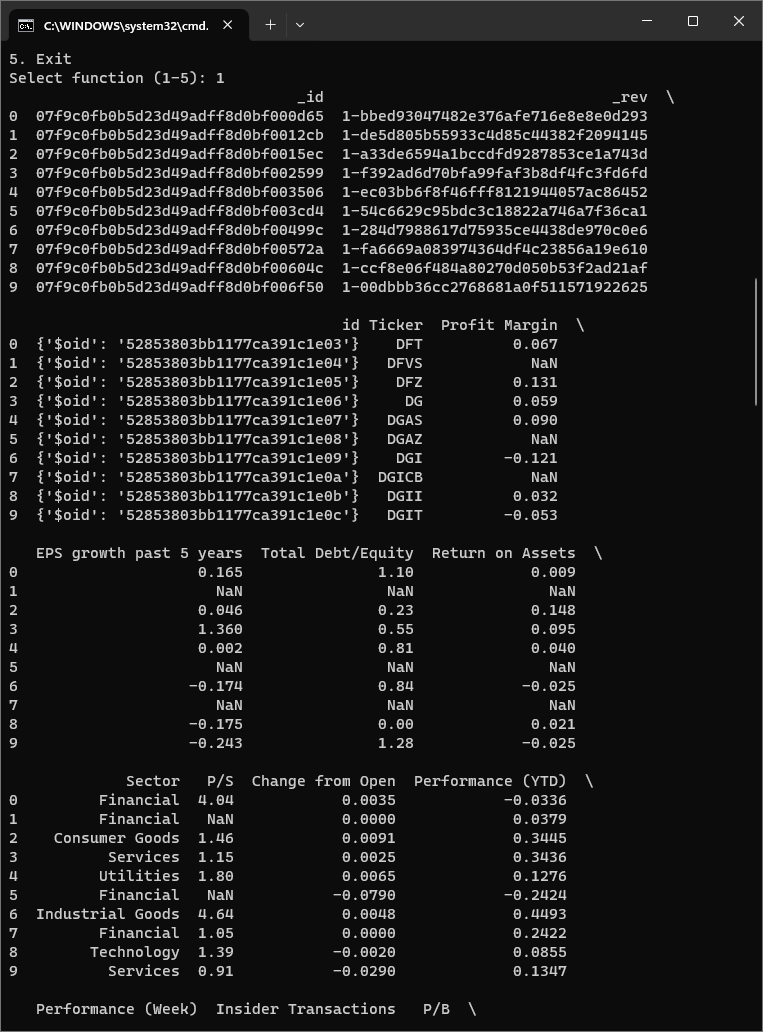 C:\WINDOWS\system32\cmd.
5. Exit
Select function (1-5): 1
_id _rev \
0 07f9c0fb0b5d23d49adff8d0bf000d65 1-bbed93047482e376afe716e8e8e0d293
1 07f9c0fb0b5d23d49adff8d0bf0012cb 1-de5d805b55933c4d85c44382f2094145
2 07f9c0fb0b5d23d49adff8d0bf0015ec 1-a33de6594a1bccdfd9287853ce1a743d
3 07f9c0fb0b5d23d49adff8d0bf002599 1-f392ad6d70bfa99faf3b8df4fc3fd6fd
4 07f9c0fb0b5d23d49adff8d0bf003506 1-ec03bb6f8f46fff8121944057ac86452
5 07f9c0fb0b5d23d49adff8d0bf003cd4 1-54c6629c95bdc3c18822a746a7f36ca1
6 07f9c0fb0b5d23d49adff8d0bf00499c 1-284d7988617d75935ce4438de970c0e6
7 07f9c0fb0b5d23d49adff8d0bf00572a 1-fa6669a083974364df4c23856a19e610
8 07f9c0fb0b5d23d49adff8d0bf00604c 1-ccf8e06f484a80270d050b53f2ad21af
9 07f9c0fb0b5d23d49adff8d0bf006f50 1-00dbbb36cc2768681a0f511571922625
id Ticker Profit Margin \
0 {'$oid': '52853803bb1177ca391c1e03'} DFT 0.067
1 {'$oid': '52853803bb1177ca391c1e04'} DFVS NaN
2 {'$oid': '52853803bb1177ca391c1e05'} DFZ 0.131
3 {'$oid': '52853803bb1177ca391c1e06'} DG 0.059
4 {'$oid': '52853803bb1177ca391c1e07'} DGAS 0.090
5 {'$oid': '52853803bb1177ca391c1e08'} DGAZ NaN
6 {'$oid': '52853803bb1177ca391c1e09'} DGI -0.121
7 {'$oid': '52853803bb1177ca391c1e0a'} DGICB NaN
8 {'$oid': '52853803bb1177ca391c1e0b'} DGII 0.032
9 {'$oid': '52853803bb1177ca391c1e0c'} DGIT -0.053
EPS growth past 5 years Total Debt/Equity Return on Assets \
0 0.165 1.10 0.009
1 NaN NaN NaN
2 0.046 0.23 0.148
3 1.360 0.55 0.095
4 0.002 0.81 0.040
5 NaN NaN NaN
6 -0.174 0.84 -0.025
7 NaN NaN NaN
8 -0.175 0.00 0.021
9 -0.243 1.28 -0.025
Sector P/S Change from Open Performance (YTD) \
0 Financial 4.04 0.0035 -0.0336
1 Financial NaN 0.0000 0.0379
2 Consumer Goods 1.46 0.0091 0.3445
3 Services 1.15 0.0025 0.3436
4 Utilities 1.80 0.0065 0.1276
5 Financial NaN -0.0790 -0.2424
6 Industrial Goods 4.64 0.0048 0.4493
7 Financial 1.05 0.0000 0.2422
8 Technology 1.39 -0.0020 0.0855
9 Services 0.91 -0.0290 0.1347
Performance (Week) Insider Transactions P/B \